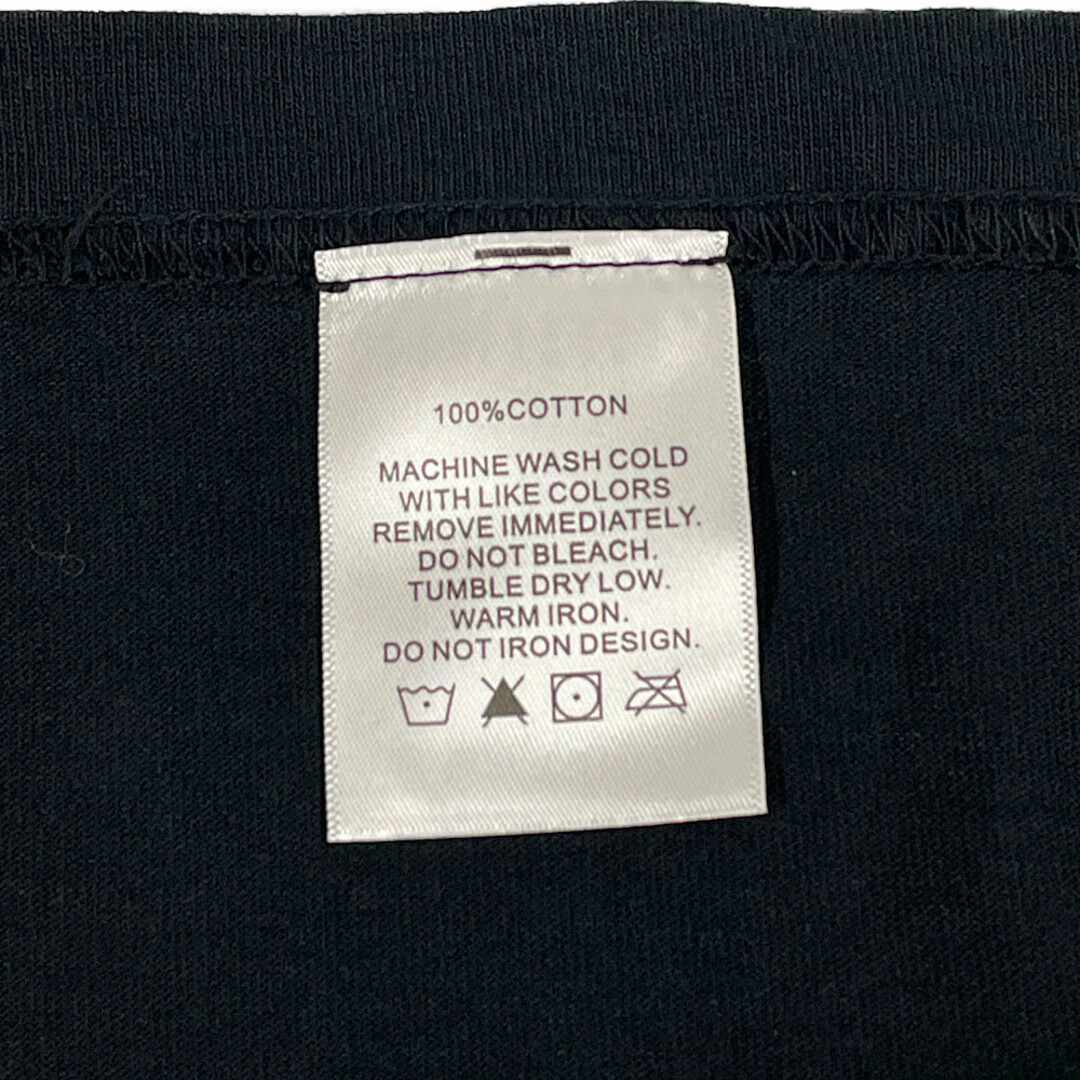 100%COTTON
MACHINE WASH COLD
WITH LIKE COLORS
REMOVE IMMEDIATELY.
DO NOT BLEACH.
TUMBLE DRY LOW.
WARM IRON.
DO NOT IRON DESIGN.